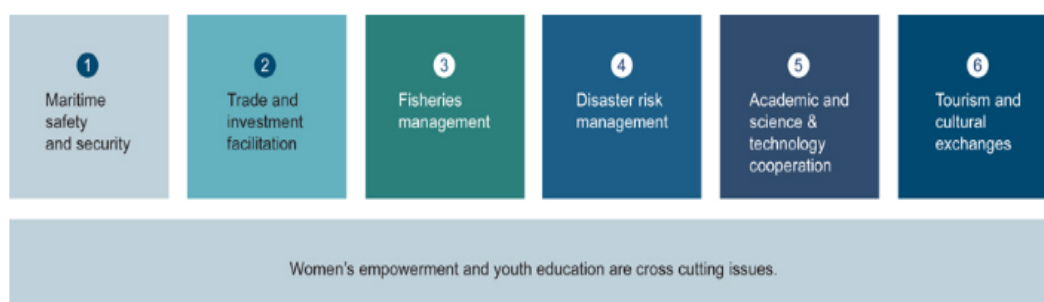 1
Maritime
safety
and security
2
Trade and
investment
facilitation
3
Fisheries
management
4
Disaster risk
management
5
Academic and
science &
technology
cooperation
6
Tourism and
cultural
exchanges
Women's empowerment and youth education are cross cutting issues.